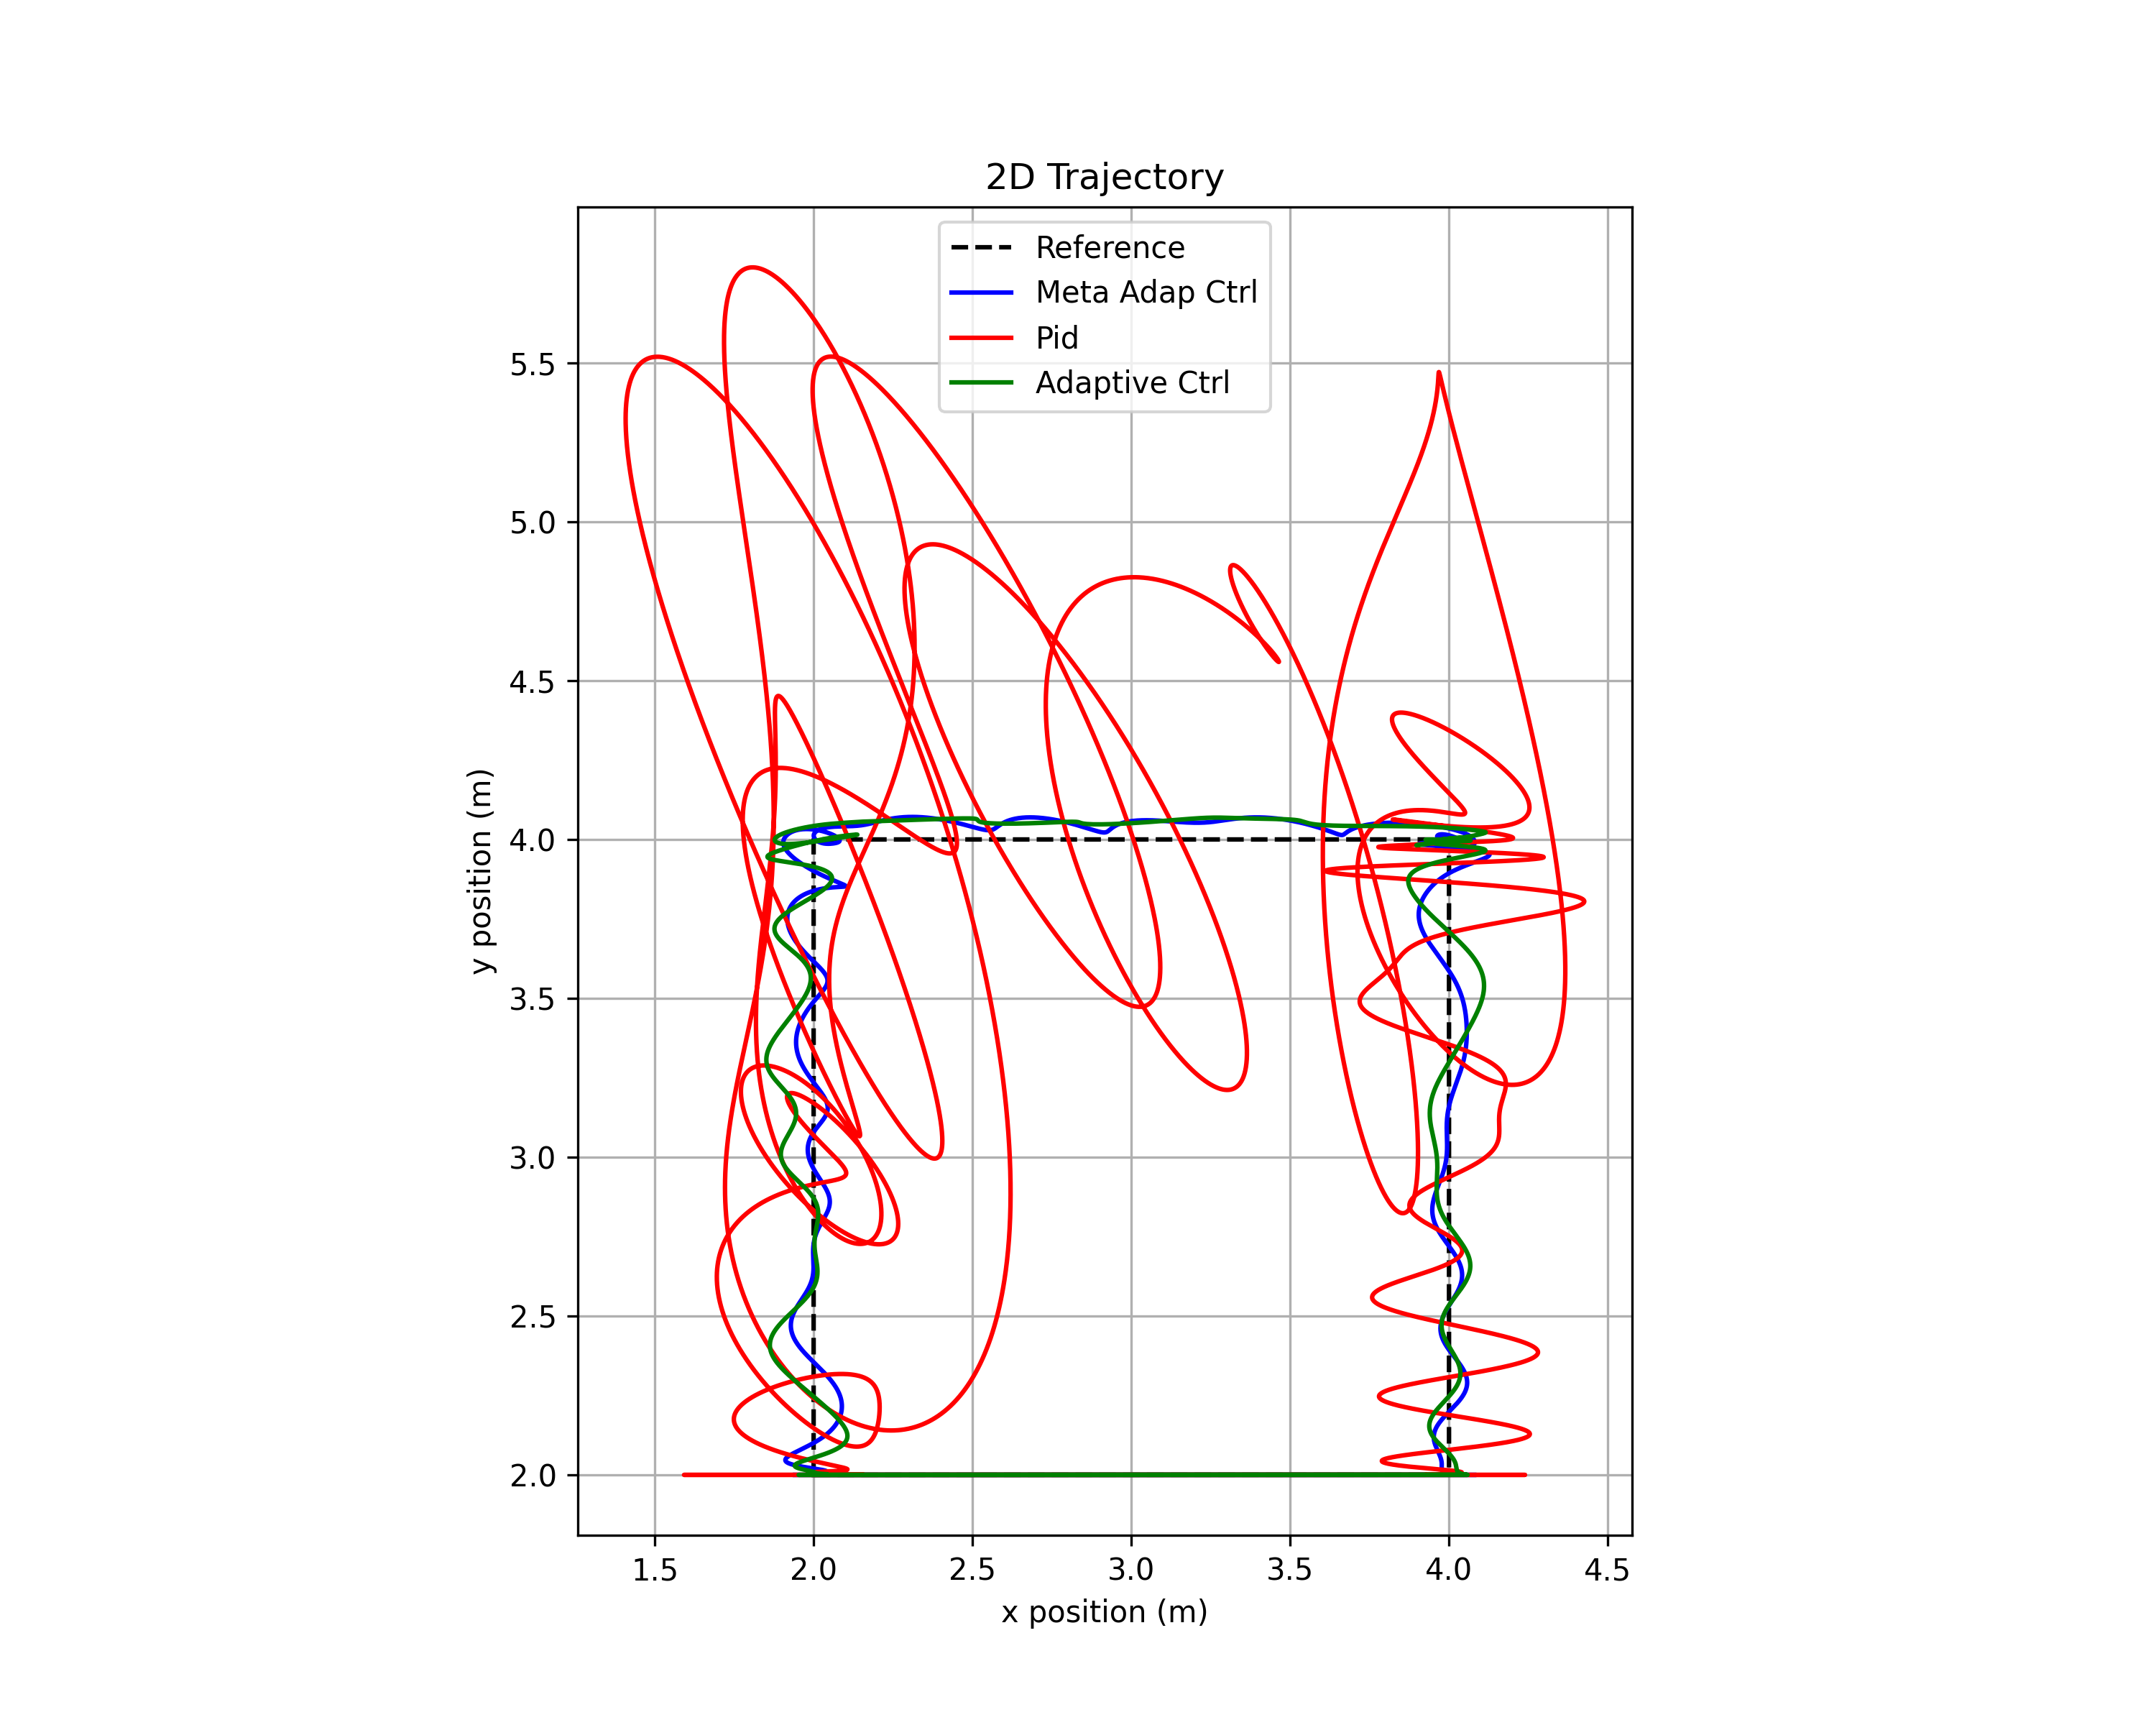 2D Trajectory
Reference
Meta Adap Ctrl
Pid
Adaptive Ctrl
5.5
5.0
4.5
4.0
3.5
3.0
2.5
2.0
y position (m)
1.5 2.0 2.5 3.0 3.5 4.0 4.5
x position (m)